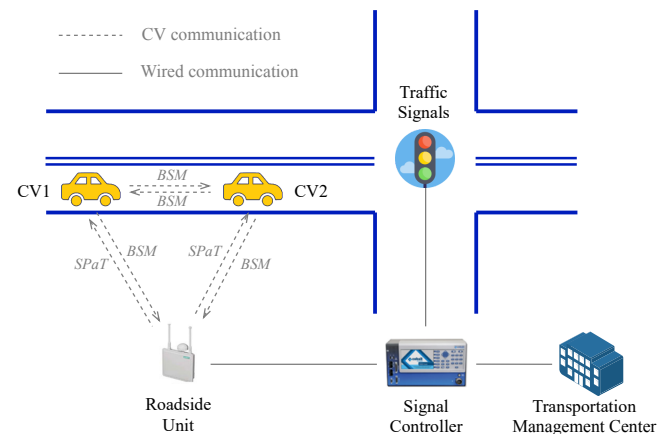 CV communication
Wired communication
Traffic
Signals
BSM
CV1
BSM
CV2
SPaT
BSM
SPaT
BSM
Roadside
Unit
Signal
Controller
Transportation
Management Center